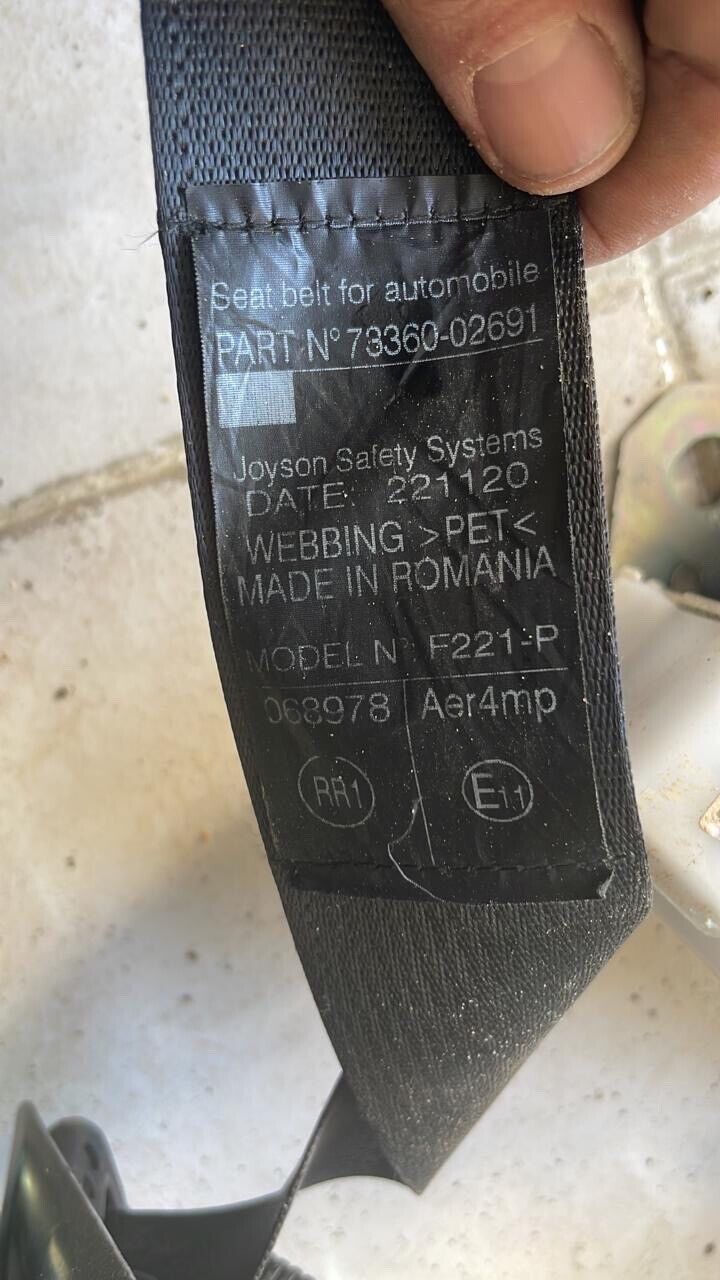 Seat belt for automobile
PART N° 73360-02691
Joyson Safety Systems
DATE: 221120
WEBBING >PET<
MADE IN ROMANIA
MODEL N° F221-P
068978 Aer4mp
RR1 E11